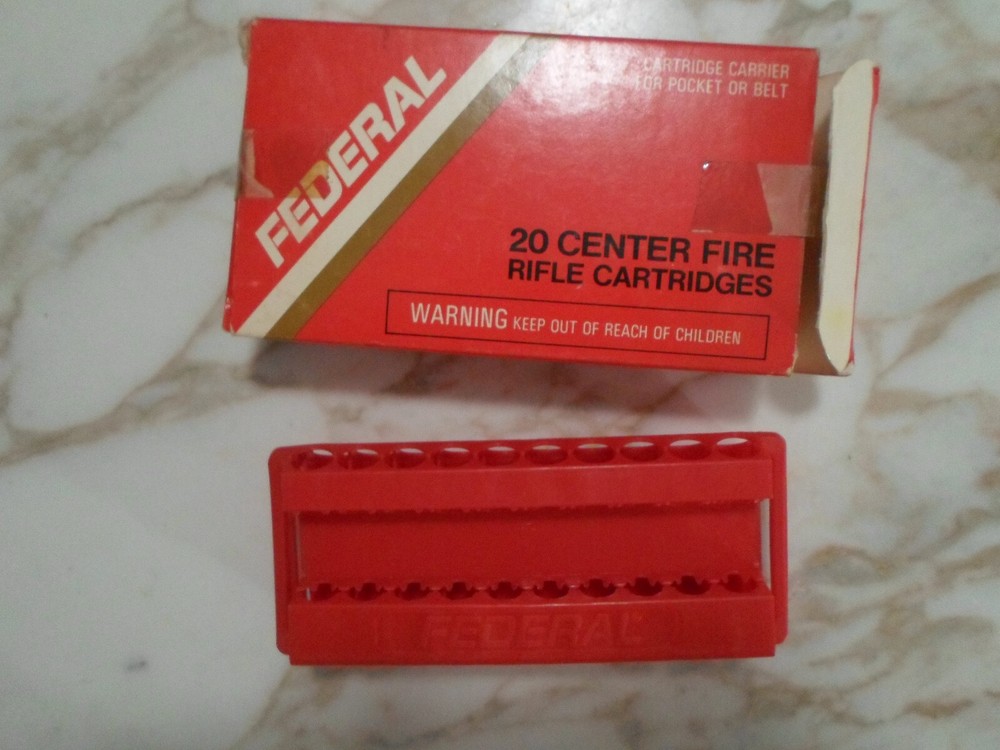 FEDERAL
CARTRIDGE CARRIER
FOR POCKET OR BELT
20 CENTER FIRE
RIFLE CARTRIDGES
WARNING KEEP OUT OF REACH OF CHILDREN
FEDERAL